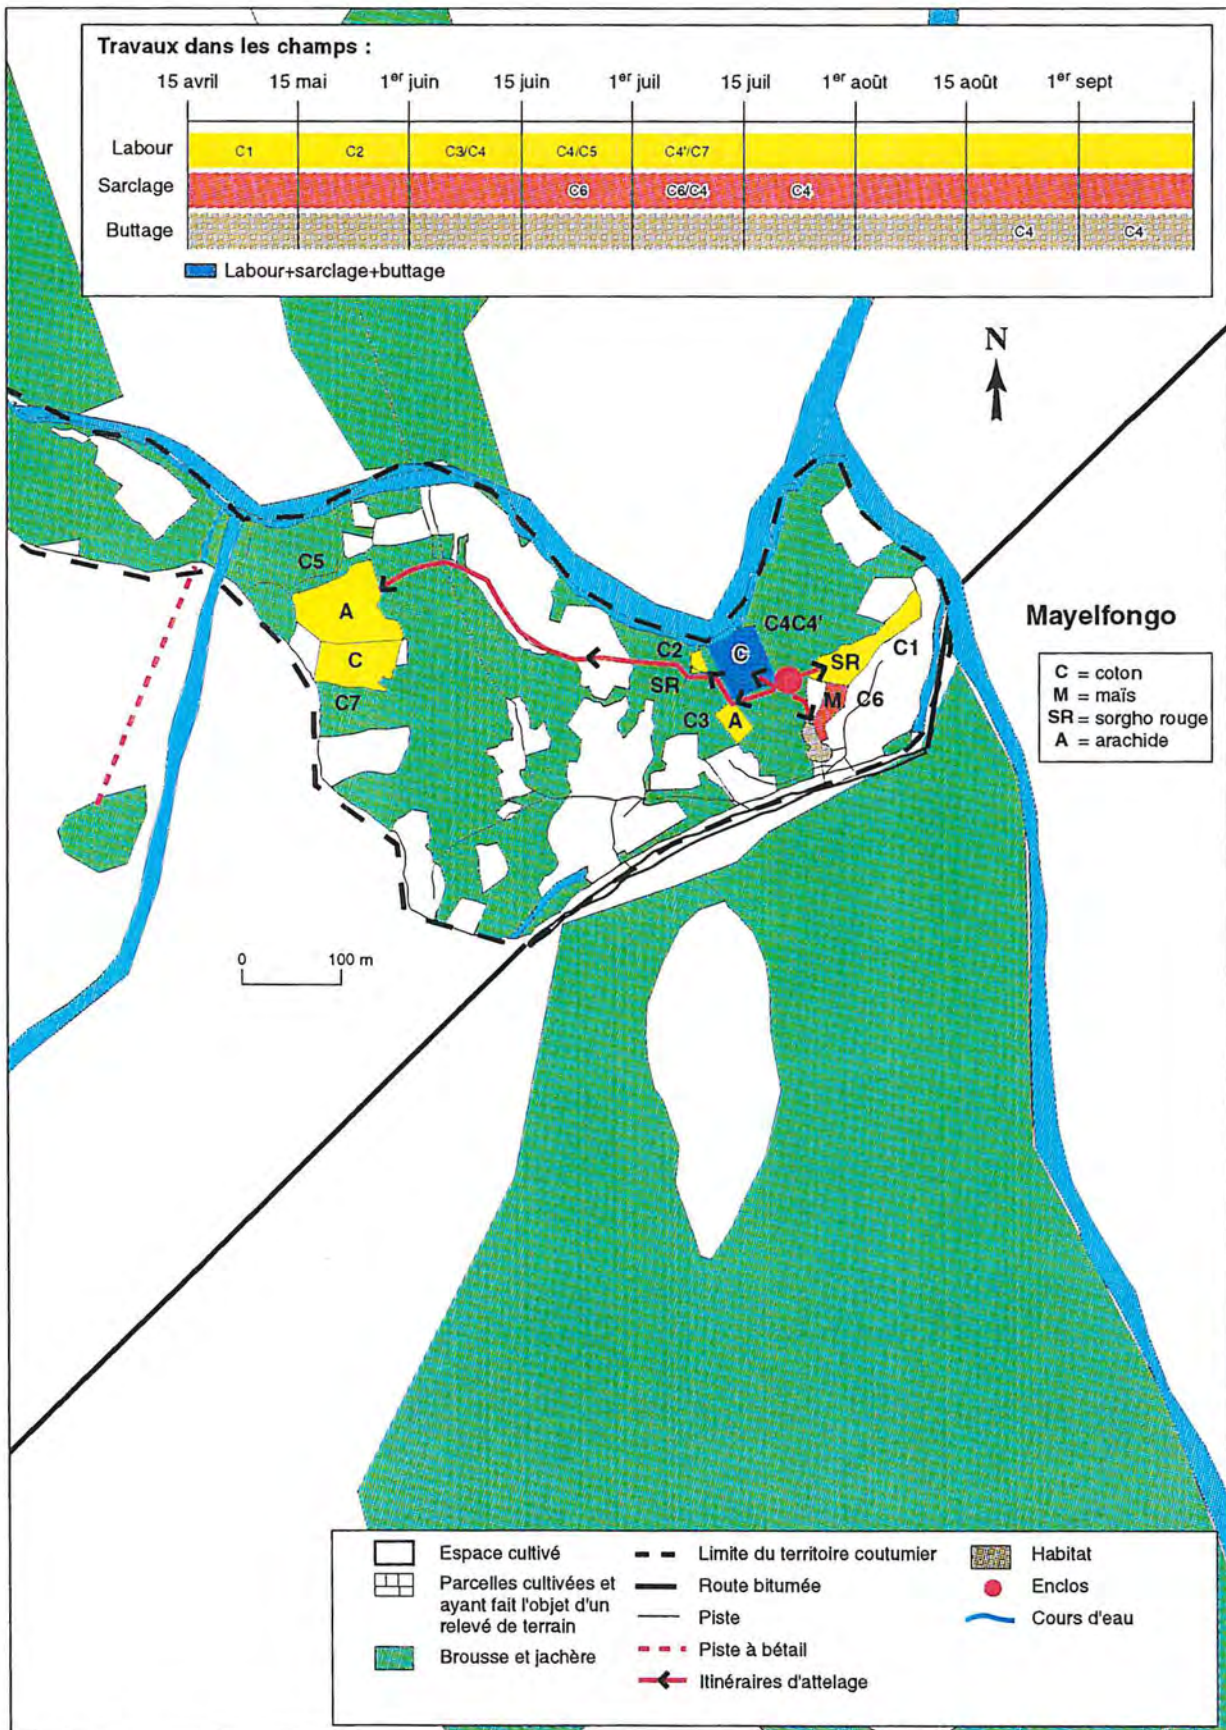 Travaux dans les champs :
15 avril 15 mai 1er juin 15 juin 1er juil 15 juil 1er août 15 août 1er sept
Labour C1 C2 C3/C4 C4/C5 C4'/C7
Sarclage C6 C6/C4 C4
Buttage C4 C4
Labour+sarclage+buttage
N
C5
A
C
C7
C2
SR
C3
A
C
C4C4'
SR
C1
M
C6
Mayelfongo
C = coton
M = maïs
SR = sorgho rouge
A = arachide
0 100 m
Espace cultivé
Parcelles cultivées et
ayant fait l'objet d'un
relevé de terrain
Brousse et jachère
Limite du territoire coutumier
Route bitumée
Piste
Piste à bétail
Itinéraires d'attelage
Habitat
Enclos
Cours d'eau